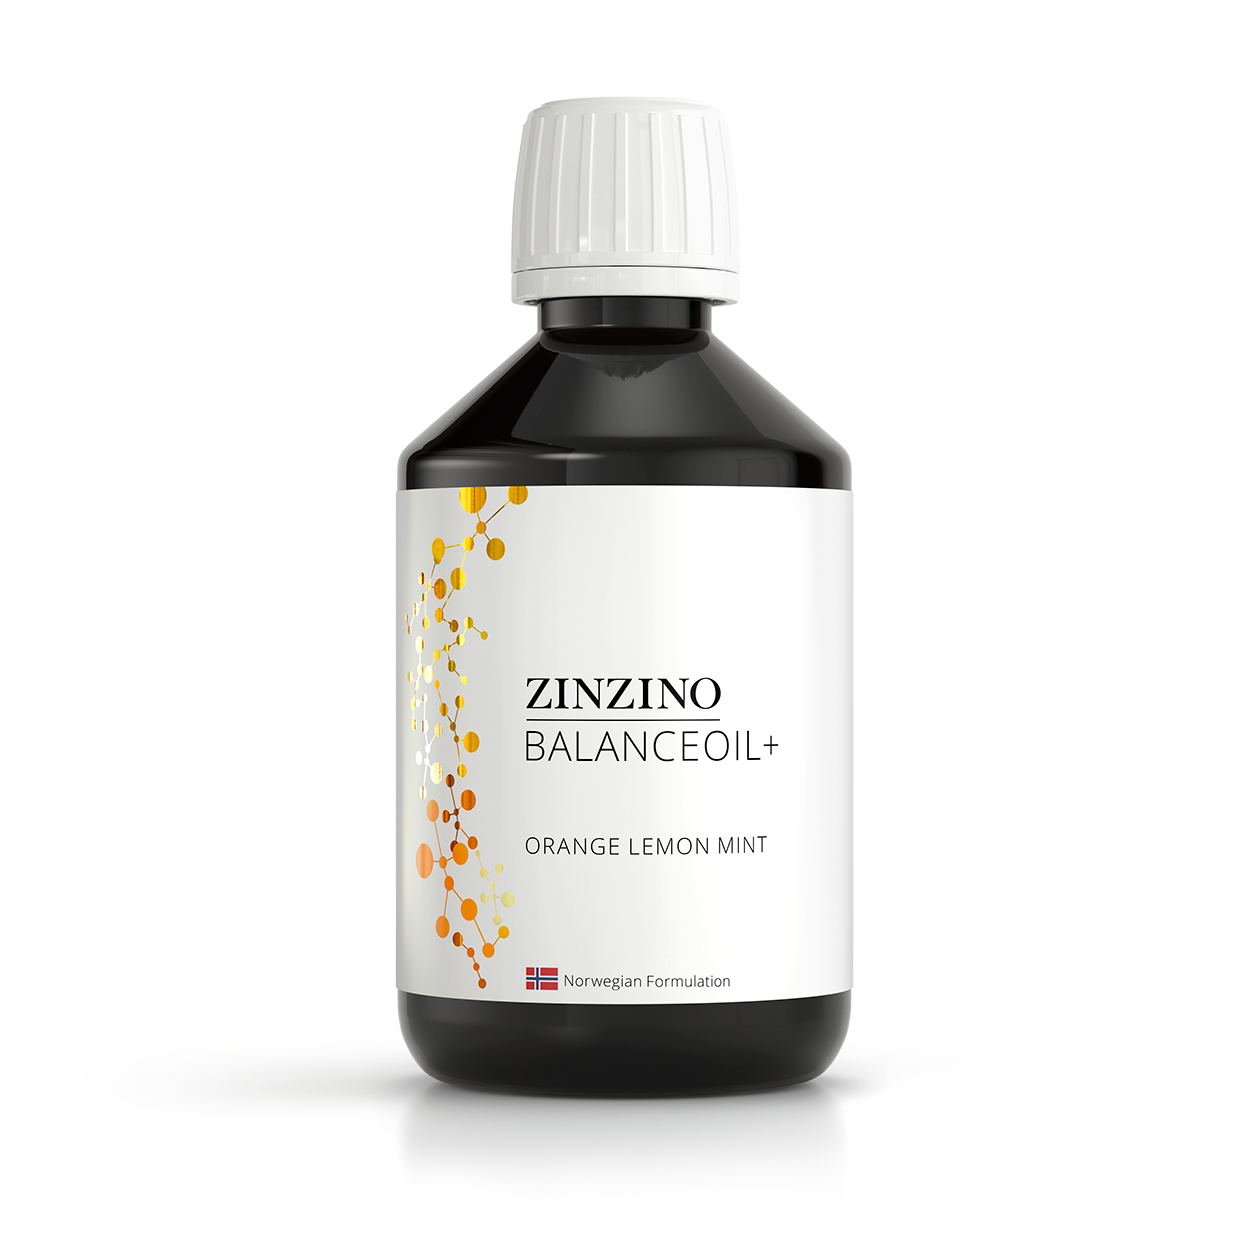 ZINZINO
BALANCEOIL+
ORANGE LEMON MINT
Norwegian Formulation